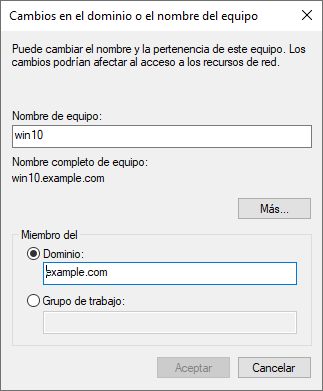 Cambios en el dominio o el nombre del equipo
Puede cambiar el nombre y la pertenencia de este equipo. Los
cambios podrían afectar al acceso a los recursos de red.
Nombre de equipo:
win10
Nombre completo de equipo:
win10.example.com
Más...
Miembro del
Dominio:
example.com
Grupo de trabajo:
Aceptar
Cancelar